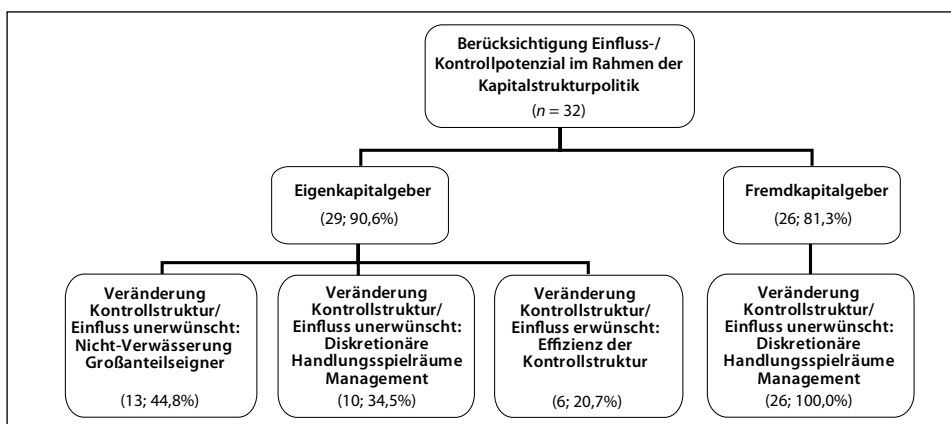 Berücksichtigung Einfluss-/
Kontrollpotenzial im Rahmen der
Kapitalstrukturpolitik
(n = 32)
Eigenkapitalgeber
(29; 90,6%)
Fremdkapitalgeber
(26; 81,3%)
Veränderung
Kontrollstruktur/
Einfluss unerwünscht:
Nicht-Verwässerung
Großanteilseigner
(13; 44,8%)
Veränderung
Kontrollstruktur/
Einfluss unerwünscht:
Diskretionäre
Handlungsspielräume
Management
(10; 34,5%)
Veränderung
Kontrollstruktur/
Einfluss erwünscht:
Effizienz der
Kontrollstruktur
(6; 20,7%)
Veränderung
Kontrollstruktur/
Einfluss unerwünscht:
Diskretionäre
Handlungsspielräume
Management
(26; 100,0%)